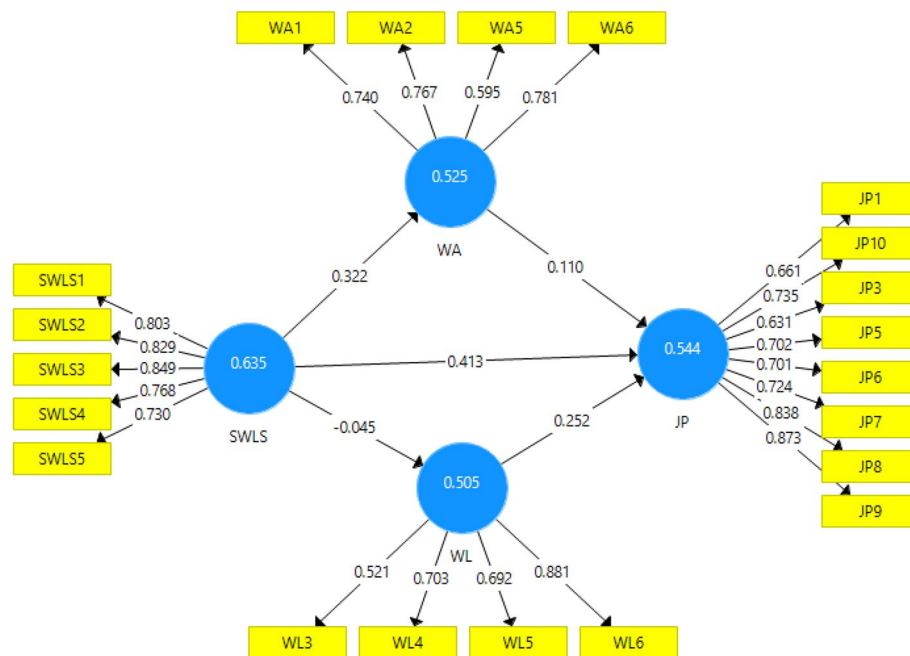 WA1 WA2 WA5 WA6
0.740 0.767 0.595 0.781
0.525
WA
0.322
0.110
SWLS1
SWLS2
SWLS3
SWLS4
SWLS5
0.803
0.829
0.849
0.768
0.730
0.635
SWLS
0.413
-0.045
0.252
0.544
JP
0.661
0.735
0.631
0.702
0.701
0.724
0.838
0.873
JP1
JP10
JP3
JP5
JP6
JP7
JP8
JP9
0.505
WL
0.521 0.703 0.692 0.881
WL3 WL4 WL5 WL6